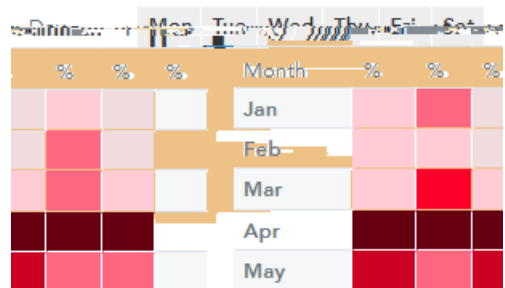 Mon Tue Wed Thu Fri Sat
% % % Month % % %
Jan
Feb
Mar
Apr
May